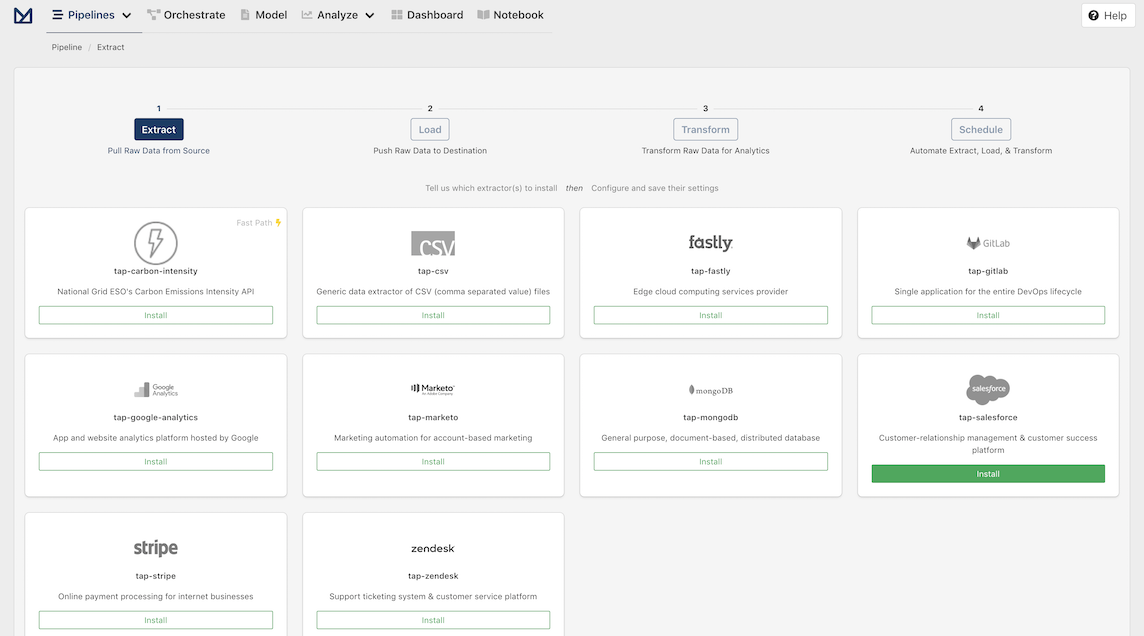 Pipelines Orchestrate Model Analyze Dashboard Notebook Help
Pipeline / Extract
1 2 3 4
Extract Load Transform Schedule
Pull Raw Data from Source Push Raw Data to Destination Transform Raw Data for Analytics Automate Extract, Load, & Transform
Tell us which extractor(s) to install then Configure and save their settings
Fast Path
CSV fastly. GitLab
tap-carbon-intensity tap-csv tap-fastly tap-gitlab
National Grid ESO's Carbon Emissions Intensity API Generic data extractor of CSV (comma separated value) files Edge cloud computing services provider Single application for the entire DevOps lifecycle
Install Install Install Install
Google Analytics Marketo An Adobe Company mongoDB salesforce
tap-google-analytics tap-marketo tap-mongodb tap-salesforce
App and website analytics platform hosted by Google Marketing automation for account-based marketing General purpose, document-based, distributed database Customer-relationship management & customer success
platform
Install Install Install
Install
stripe zendesk
tap-stripe tap-zendesk
Online payment processing for internet businesses Support ticketing system & customer service platform
Install Install